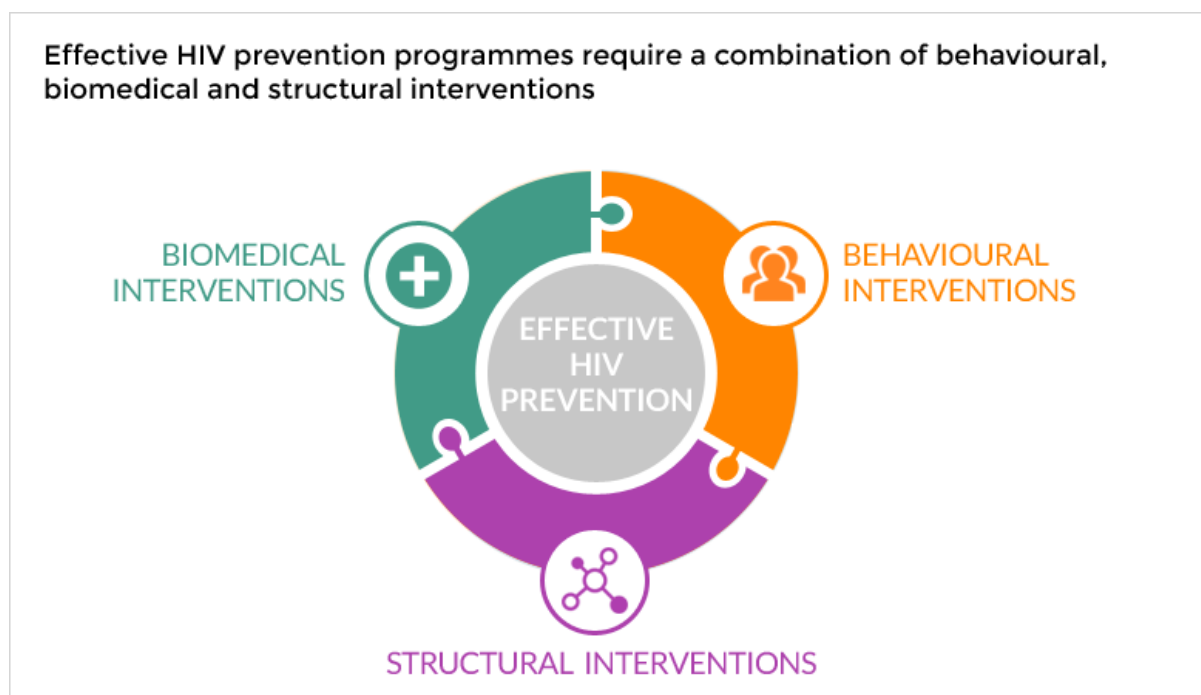 Effective HIV prevention programmes require a combination of behavioural,
biomedical and structural interventions
BIOMEDICAL
INTERVENTIONS
BEHAVIOURAL
INTERVENTIONS
EFFECTIVE
HIV
PREVENTION
STRUCTURAL INTERVENTIONS